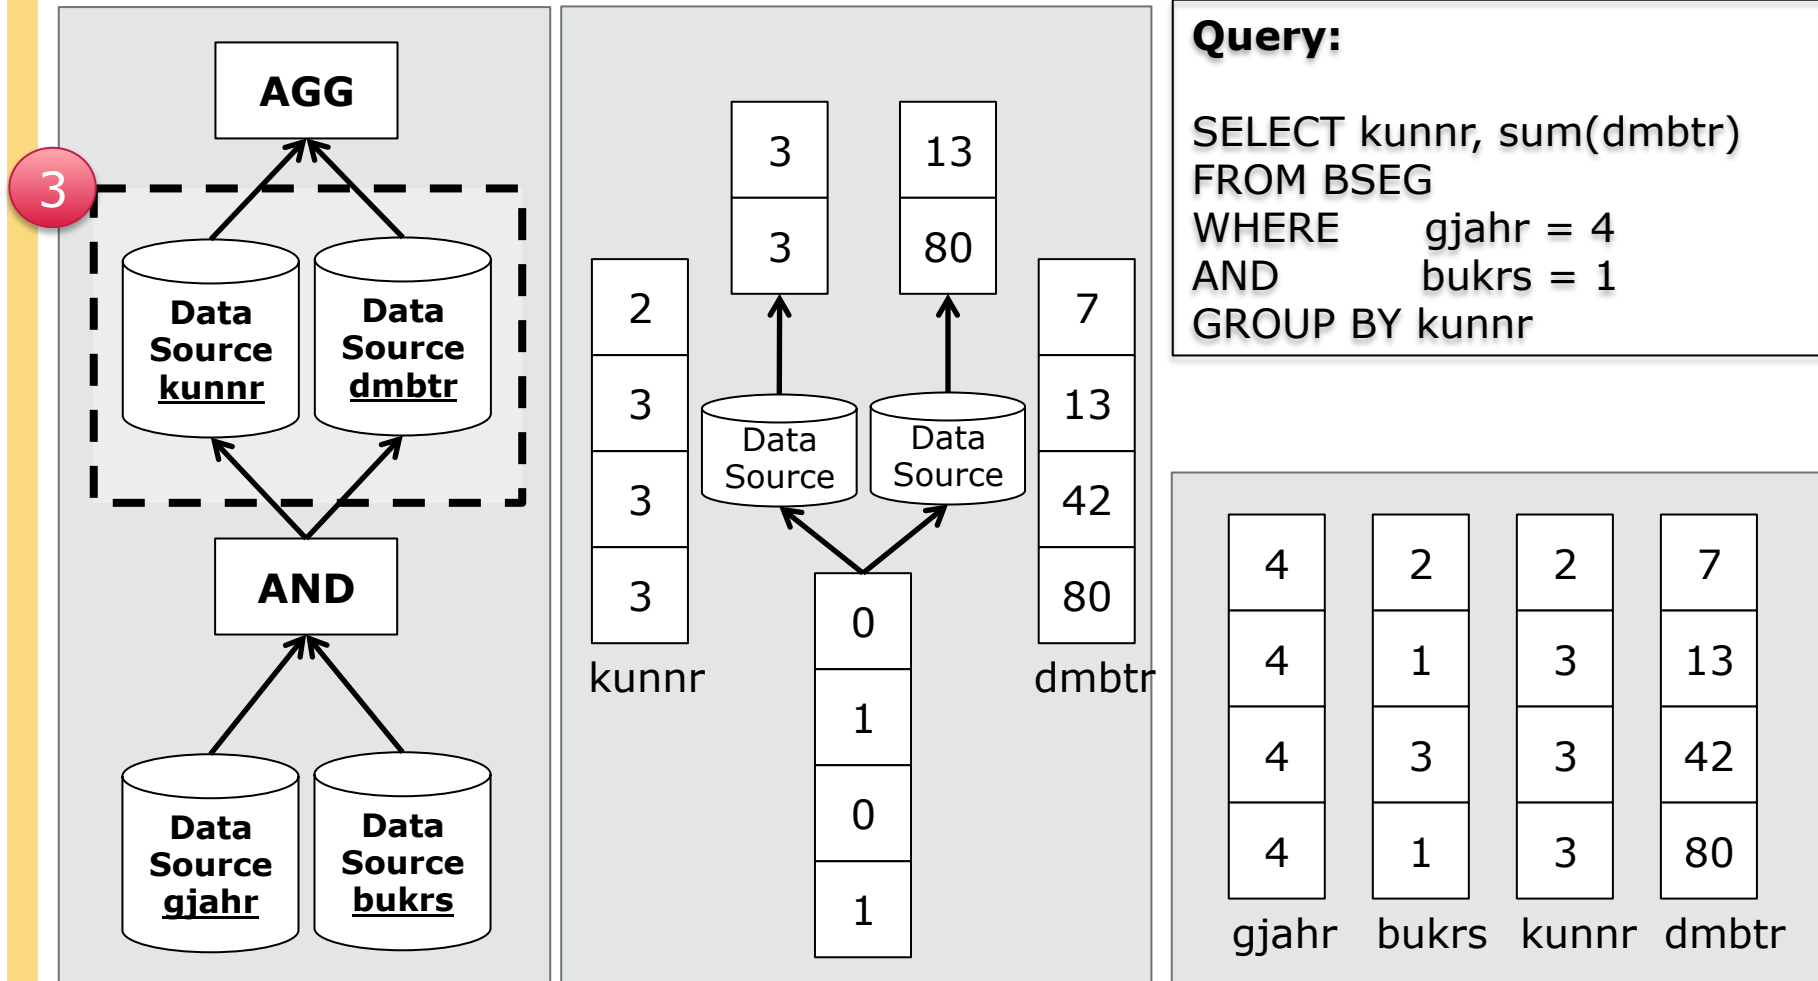 3
AGG
Data
Source
kunnr
Data
Source
dmbtr
AND
Data
Source
gjahr
Data
Source
bukrs
3
3
13
80
2
3
3
3
kunnr
Data
Source
Data
Source
7
13
42
80
dmbtr
0
1
0
1
Query:
SELECT kunnr, sum(dmbtr)
FROM BSEG
WHERE gjahr = 4
AND bukrs = 1
GROUP BY kunnr
4 2 2 7
4 1 3 13
4 3 3 42
4 1 3 80
gjahr bukrs kunnr dmbtr